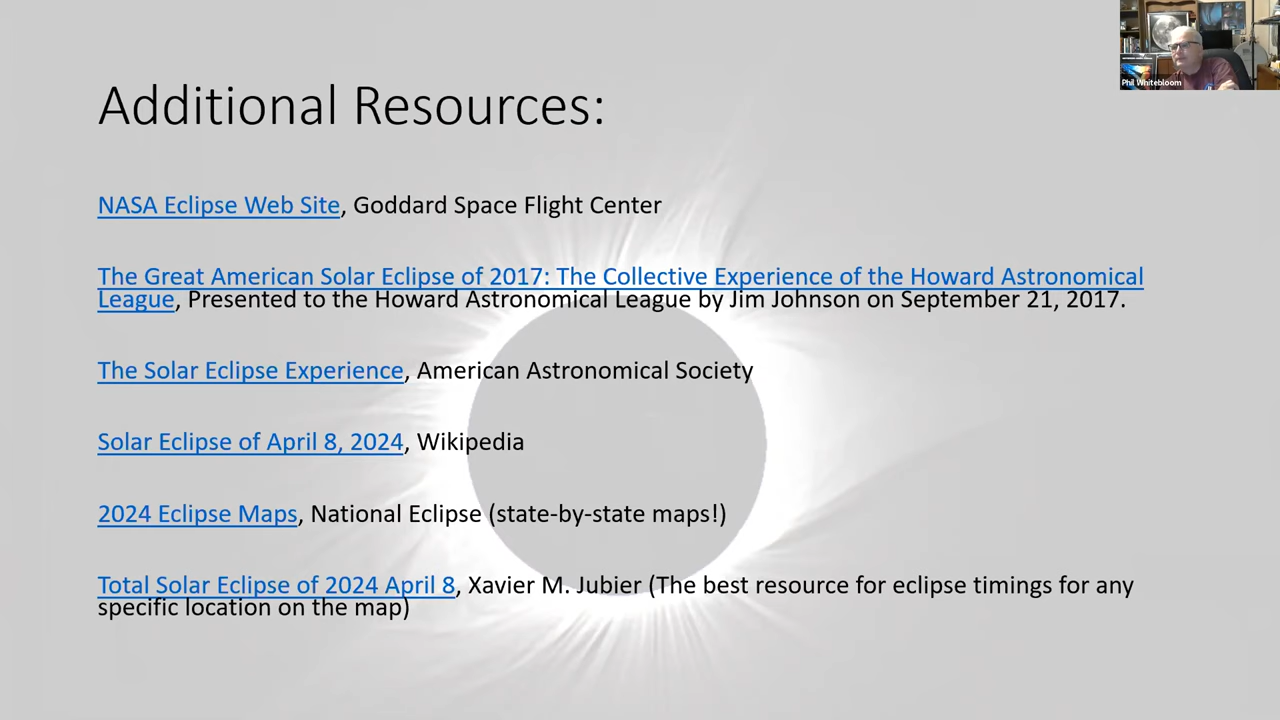 Phil Whitebloom
Additional Resources:
NASA Eclipse Web Site, Goddard Space Flight Center
The Great American Solar Eclipse of 2017: The Collective Experience of the Howard Astronomical
League, Presented to the Howard Astronomical League by Jim Johnson on September 21, 2017.
The Solar Eclipse Experience, American Astronomical Society
Solar Eclipse of April 8, 2024, Wikipedia
2024 Eclipse Maps, National Eclipse (state-by-state maps!)
Total Solar Eclipse of 2024 April 8, Xavier M. Jubier (The best resource for eclipse timings for any
specific location on the map)